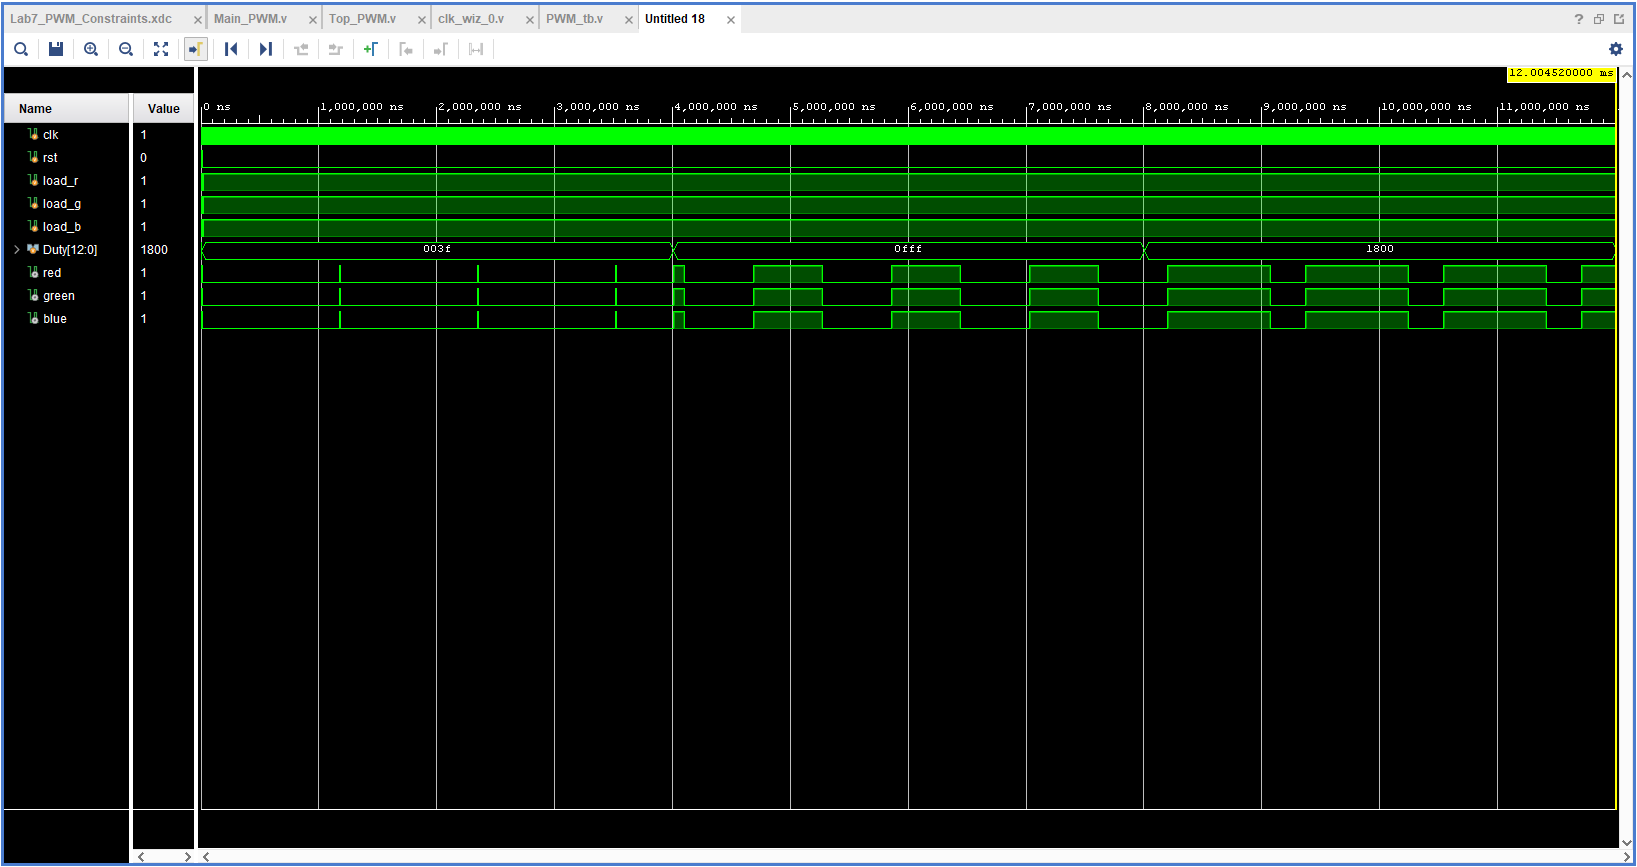 Lab7_PWM_Constraints.xdc × Main_PWM.v × Top_PWM.v × clk_wiz_0.v × PWM_tb.v × Untitled 18 ×
12.004520000 ms
Name Value
0 ns 1,000,000 ns 2,000,000 ns 3,000,000 ns 4,000,000 ns 5,000,000 ns 6,000,000 ns 7,000,000 ns 8,000,000 ns 9,000,000 ns 10,000,000 ns 11,000,000 ns
clk 1
rst 0
load_r 1
load_g 1
load_b 1
Duty[12:0] 1800 003f 0fff 1800
red 1
green 1
blue 1